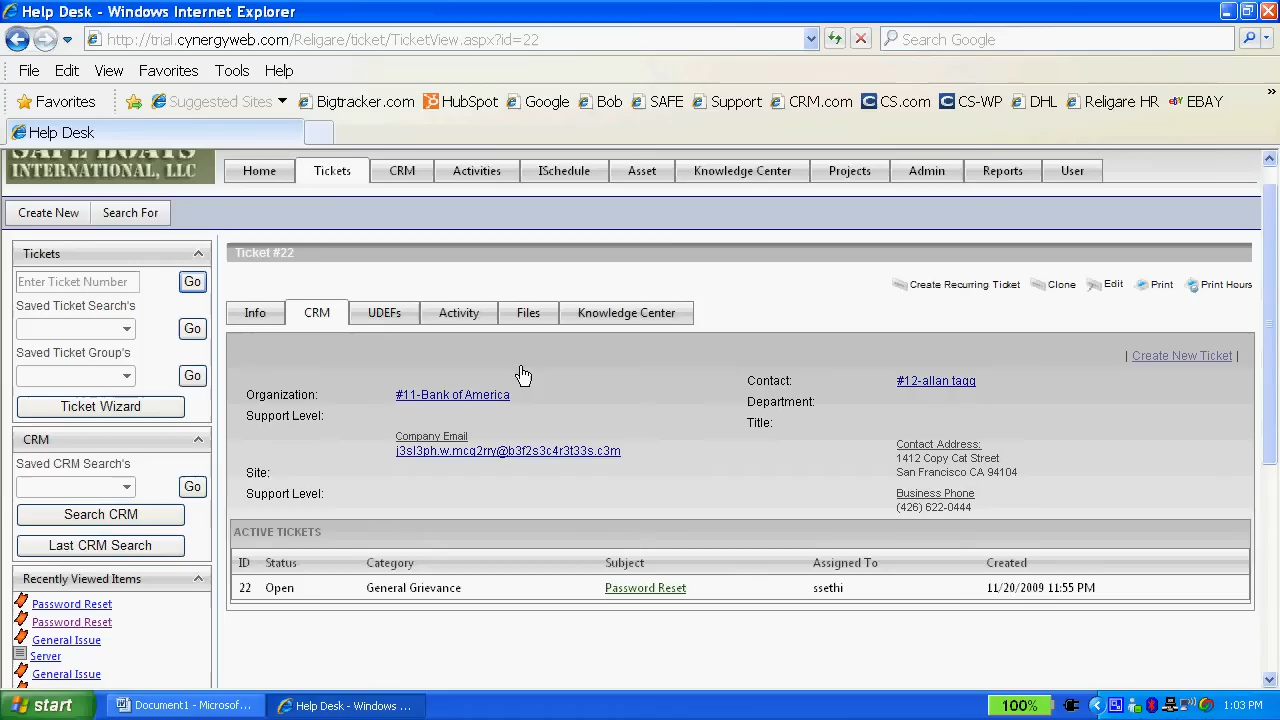 Help Desk - Windows Internet Explorer
http://trial.cynergyweb.com/Religare/ticket/TicketView.aspx?id=22
Search Google
File Edit View Favorites Tools Help
Favorites Suggested Sites Bigtracker.com HubSpot Google Bob SAFE Support CRM.com CS.com CS-WP DHL Religare HR EBAY »
Help Desk
SAFE BOATS
INTERNATIONAL, LLC
Home Tickets CRM Activities ISchedule Asset Knowledge Center Projects Admin Reports User
Create New Search For
Tickets
Enter Ticket Number Go
Saved Ticket Search's
Go
Saved Ticket Group's
Go
Ticket Wizard
CRM
Saved CRM Search's
Go
Search CRM
Last CRM Search
Recently Viewed Items
Password Reset
Password Reset
General Issue
Server
General Issue
Ticket #22
Create Recurring Ticket Clone Edit Print Print Hours
Info CRM UDEFs Activity Files Knowledge Center
| Create New Ticket |
Organization: #11-Bank of America
Support Level:
Company Email
j3sl3ph.w.mcq2rry@b3f2s3c4r3t33s.c3m
Site:
Support Level:
Contact: #12-allan tagg
Department:
Title:
Contact Address:
1412 Copy Cat Street
San Francisco CA 94104
Business Phone
(426) 622-0444
ACTIVE TICKETS
ID Status Category Subject Assigned To Created
22 Open General Grievance Password Reset ssethi 11/20/2009 11:55 PM
start Document1 - Microsof... Help Desk - Windows ... 100% 1:03 PM